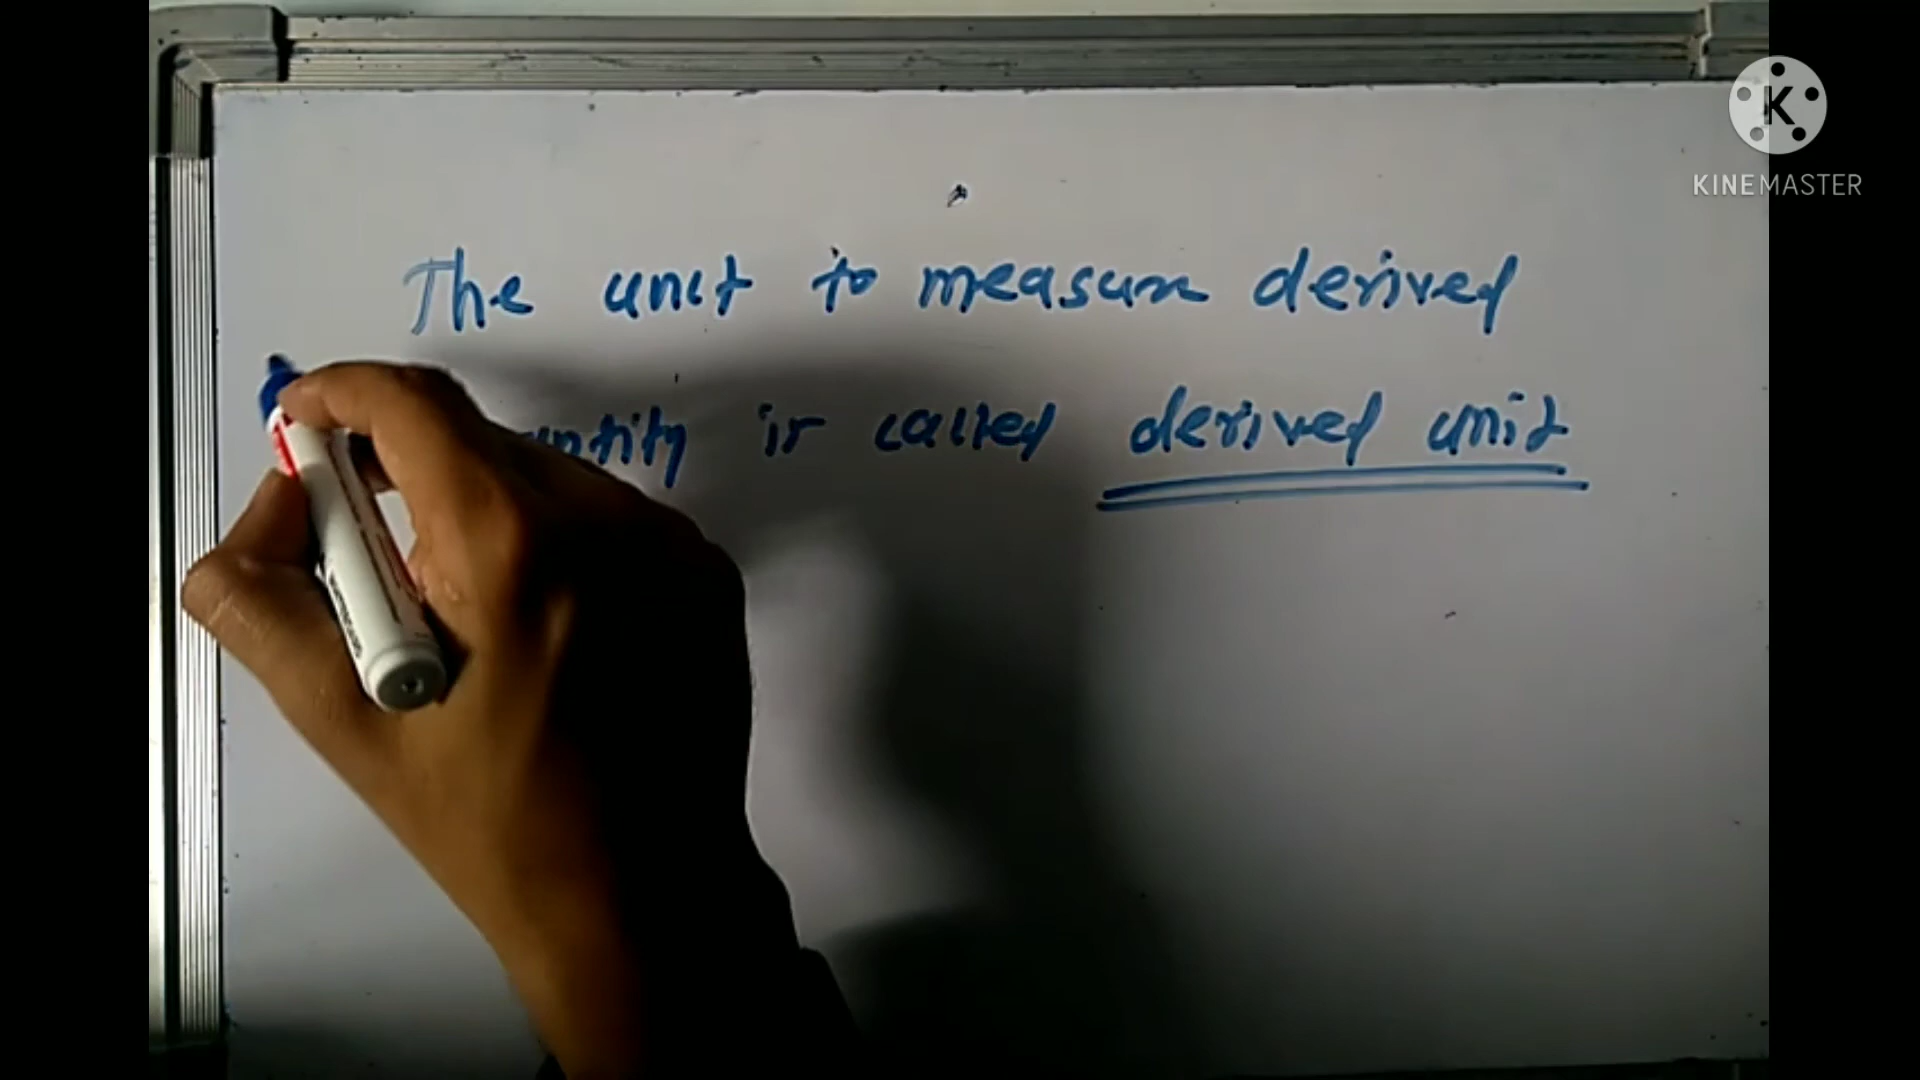 KINEMASTER
The unit to measure derived
is called derived unit